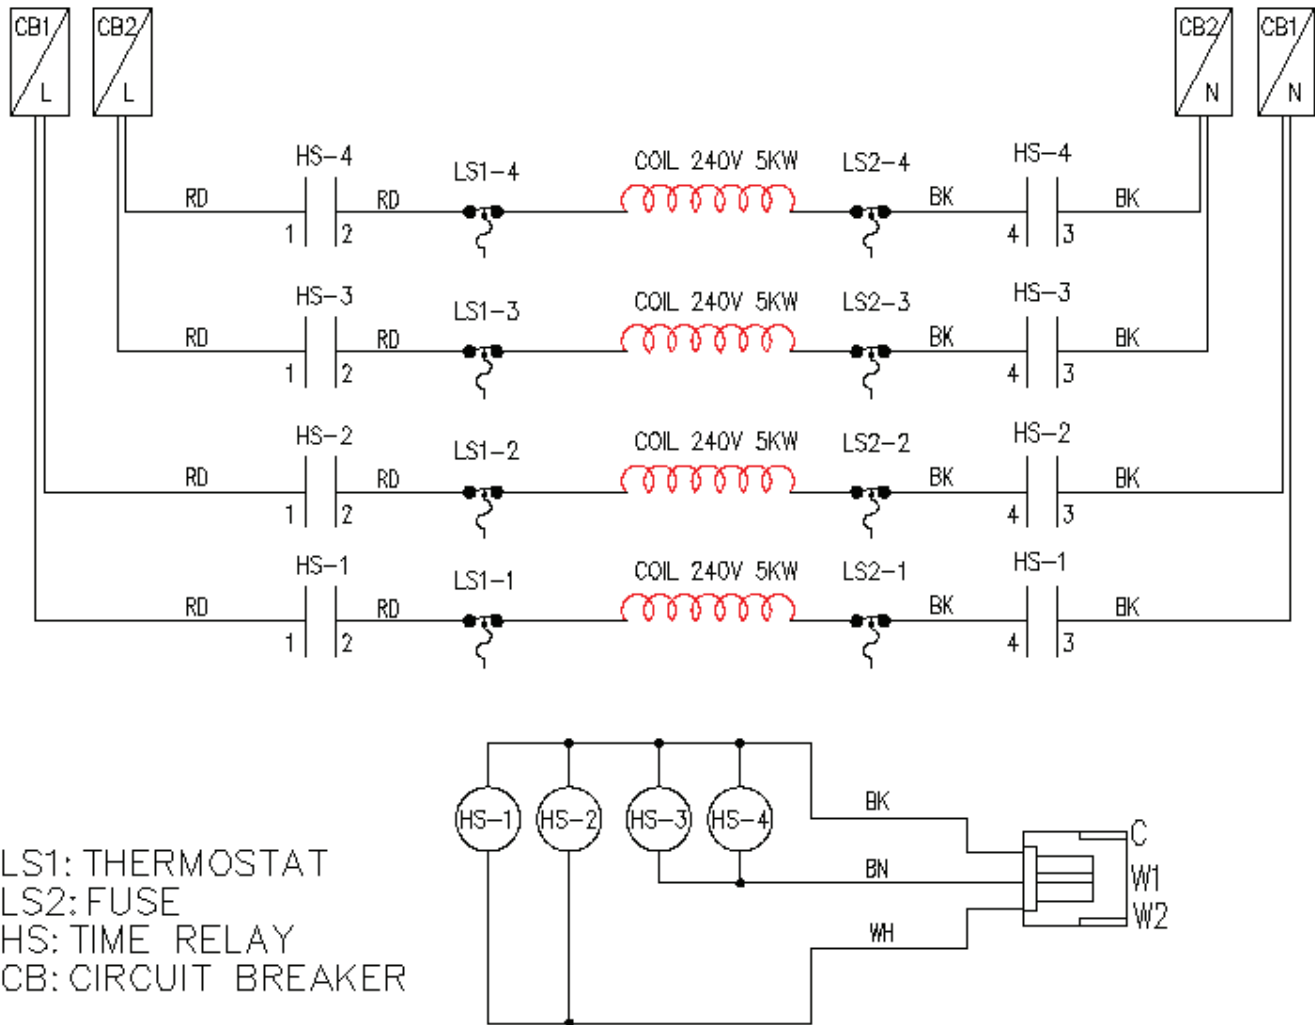 CB1 CB2 CB2 CB1
L L N N
HS-4 COIL 240V 5KW LS2-4 HS-4
LS1-4
RD RD BK BK
1 2 4 3
HS-3 COIL 240V 5KW LS2-3 HS-3
LS1-3
RD RD BK BK
1 2 4 3
HS-2 COIL 240V 5KW LS2-2 HS-2
LS1-2
RD RD BK BK
1 2 4 3
HS-1 COIL 240V 5KW LS2-1 HS-1
LS1-1
RD RD BK BK
1 2 4 3
HS-1 HS-2 HS-3 HS-4 BK C
BN W1
WH W2
LS1: THERMOSTAT
LS2: FUSE
HS: TIME RELAY
CB: CIRCUIT BREAKER